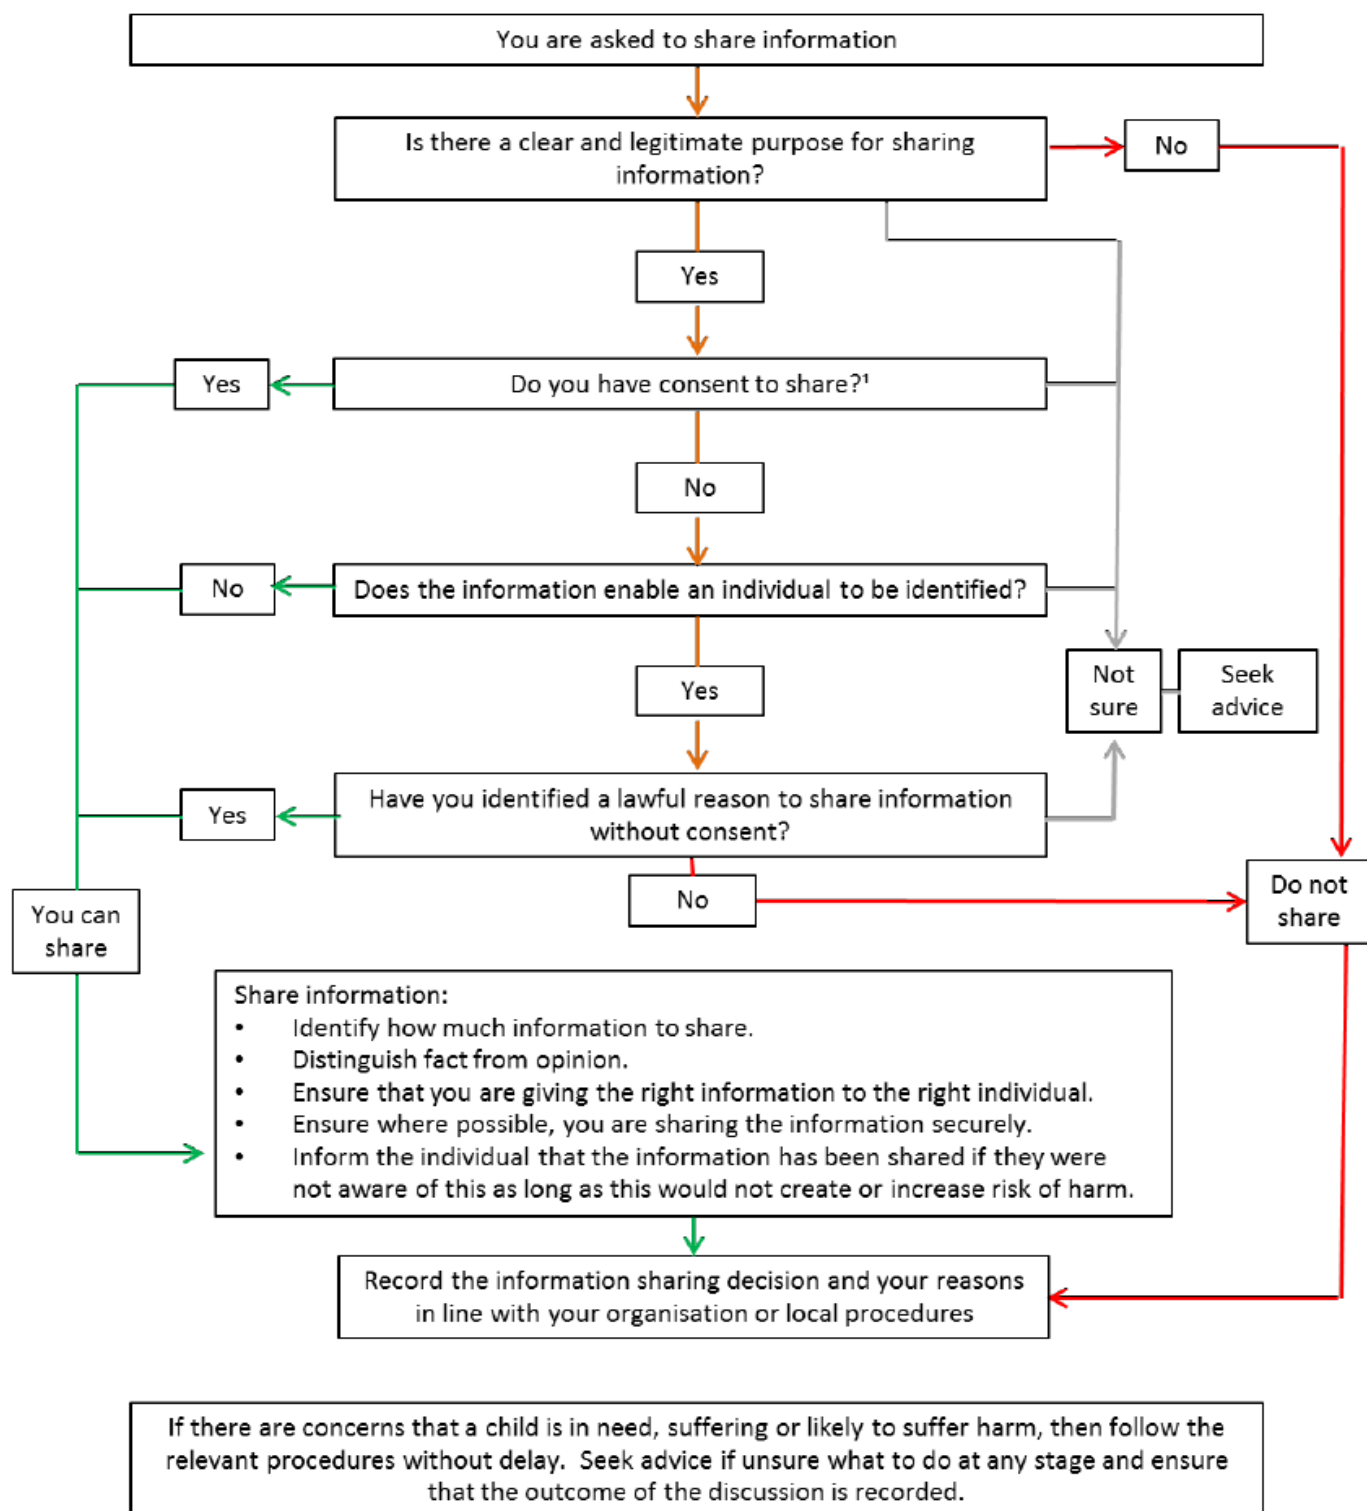 You are asked to share information
Is there a clear and legitimate purpose for sharing
information?
No
Yes
Yes
Do you have consent to share?¹
No
No
Does the information enable an individual to be identified?
Yes
Not
sure
Seek
advice
Yes
Have you identified a lawful reason to share information
without consent?
No
Do not
share
You can
share
Share information:
• Identify how much information to share.
• Distinguish fact from opinion.
• Ensure that you are giving the right information to the right individual.
• Ensure where possible, you are sharing the information securely.
• Inform the individual that the information has been shared if they were
not aware of this as long as this would not create or increase risk of harm.
Record the information sharing decision and your reasons
in line with your organisation or local procedures
If there are concerns that a child is in need, suffering or likely to suffer harm, then follow the
relevant procedures without delay. Seek advice if unsure what to do at any stage and ensure
that the outcome of the discussion is recorded.